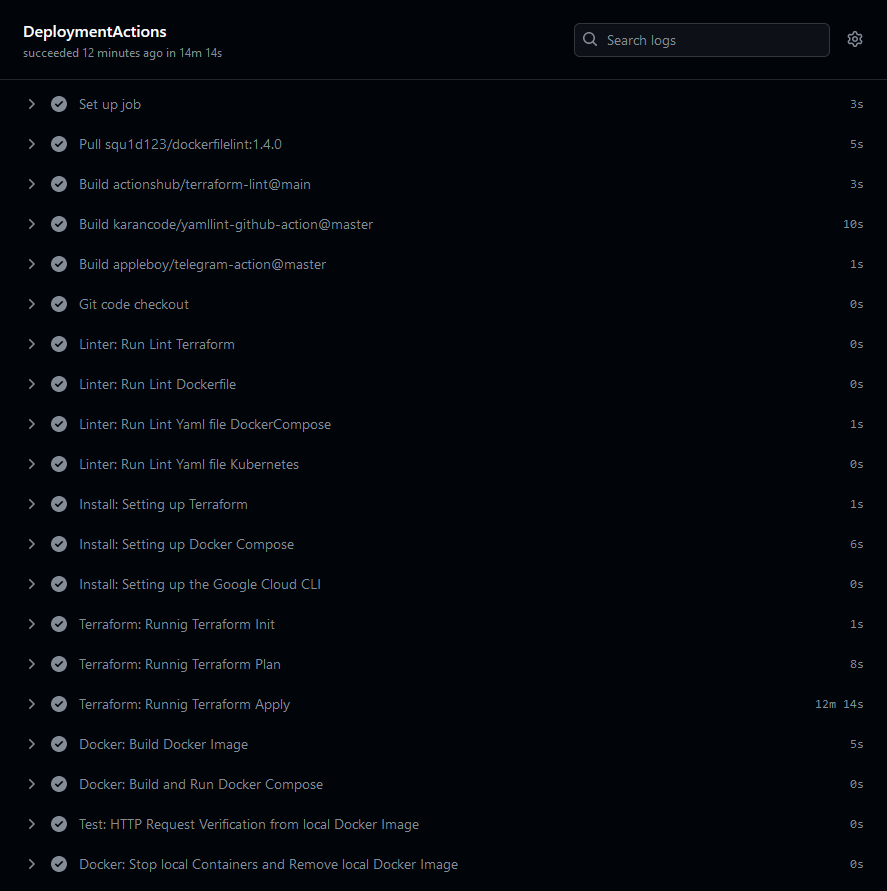 DeploymentActions
succeeded 12 minutes ago in 14m 14s
Search logs
Set up job 3s
Pull squ1d123/dockerfilelint:1.4.0 5s
Build actionshub/terraform-lint@main 3s
Build karancode/yamllint-github-action@master 10s
Build appleboy/telegram-action@master 1s
Git code checkout 0s
Linter: Run Lint Terraform 0s
Linter: Run Lint Dockerfile 0s
Linter: Run Lint Yaml file DockerCompose 1s
Linter: Run Lint Yaml file Kubernetes 0s
Install: Setting up Terraform 1s
Install: Setting up Docker Compose 6s
Install: Setting up the Google Cloud CLI 0s
Terraform: Runnig Terraform Init 1s
Terraform: Runnig Terraform Plan 8s
Terraform: Runnig Terraform Apply 12m 14s
Docker: Build Docker Image 5s
Docker: Build and Run Docker Compose 0s
Test: HTTP Request Verification from local Docker Image 0s
Docker: Stop local Containers and Remove local Docker Image 0s